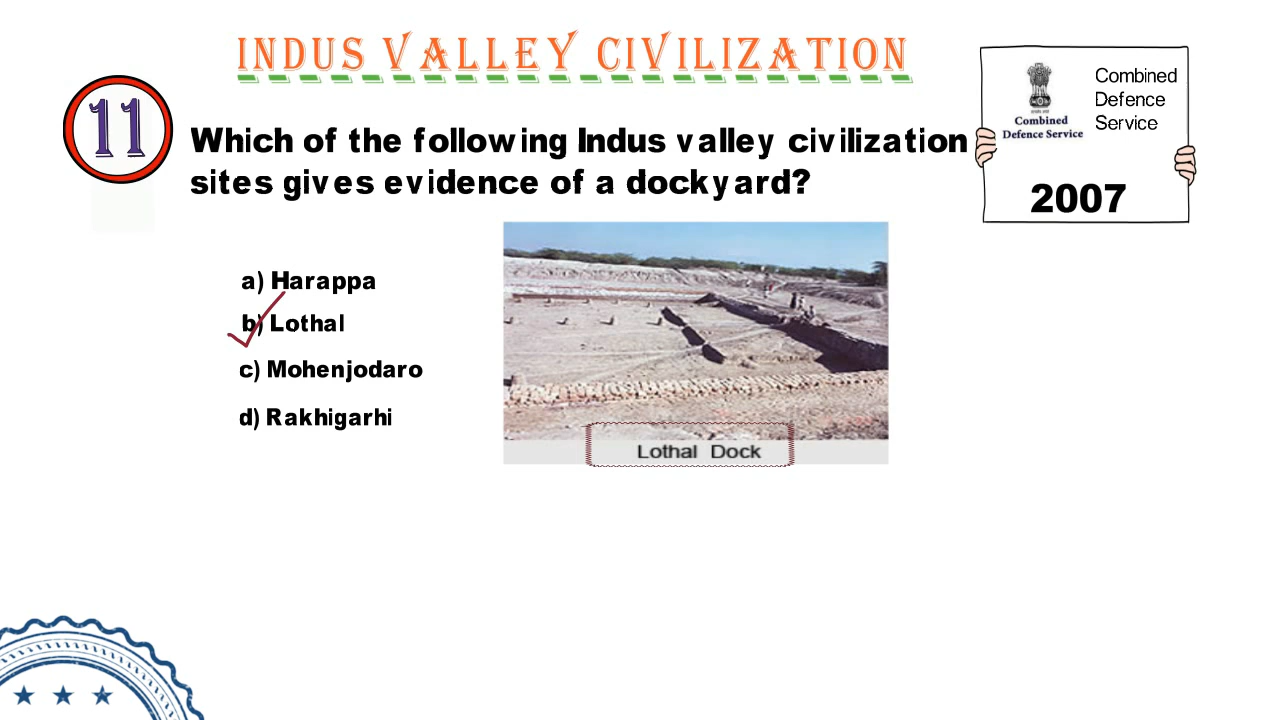 INDUS VALLEY CIVILIZATION
11
Which of the following Indus valley civilization
sites gives evidence of a dockyard?
a) Harappa
b) Lothal
c) Mohenjodaro
d) Rakhigarhi
Lothal Dock
Combined
Defence Service
Combined
Defence
Service
2007